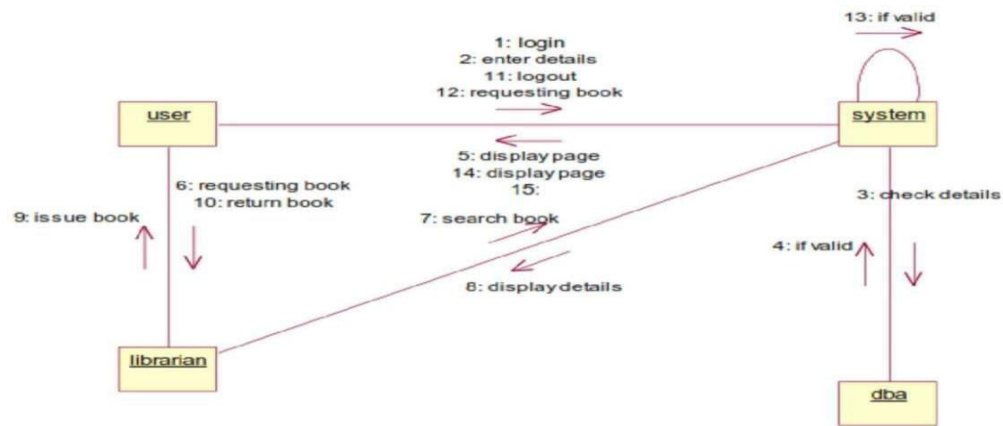 13: if valid
1: login
2: enter details
11: logout
12: requesting book
user
system
5: display page
14: display page
15:
6: requesting book
10: return book
9: issue book
7: search book
3: check details
4: if valid
8: display details
librarian
dba